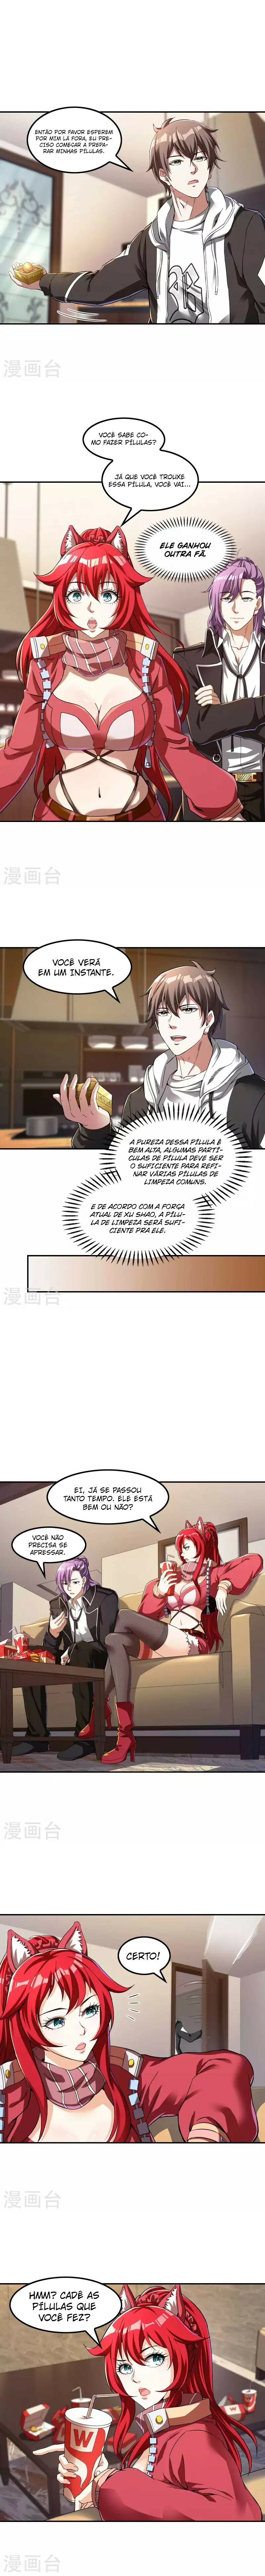 ENTÃO POR FAVOR ESPEREM
POR MIM LÁ FORA, EU PRE-
CISO COMEÇAR A PREPA-
RAR MINHAS PÍLULAS.
漫画台
VOCÊ SABE CO-
MO FAZER PÍLULAS?
JÁ QUE VOCÊ TROUXE
ESSA PÍLULA, VOCÊ VAI...
ELE GANHOU
OUTRA FÃ.
漫画台
VOCÊ VERÁ
EM UM INSTANTE.
A PUREZA DESSA PÍLULA É
BEM ALTA, ALGUMAS PARTÍ-
CULAS DE PÍLULA DEVE SER
O SUFICIENTE PARA REFI-
NAR VÁRIAS PÍLULAS DE
LIMPEZA COMUNS.
E DE ACORDO COM A FORÇA
ATUAL DE XU SHAO, A PÍLU-
LA DE LIMPEZA SERÁ SUFI-
CIENTE PRA ELE.
漫画台
EI, JÁ SE PASSOU
TANTO TEMPO. ELE ESTÁ
BEM OU NÃO?
VOCÊ NÃO
PRECISA SE
APRESSAR.
漫画台
CERTO!
漫画台
HMM? CADÊ AS
PÍLULAS QUE
VOCÊ FEZ?
W
W
漫画台